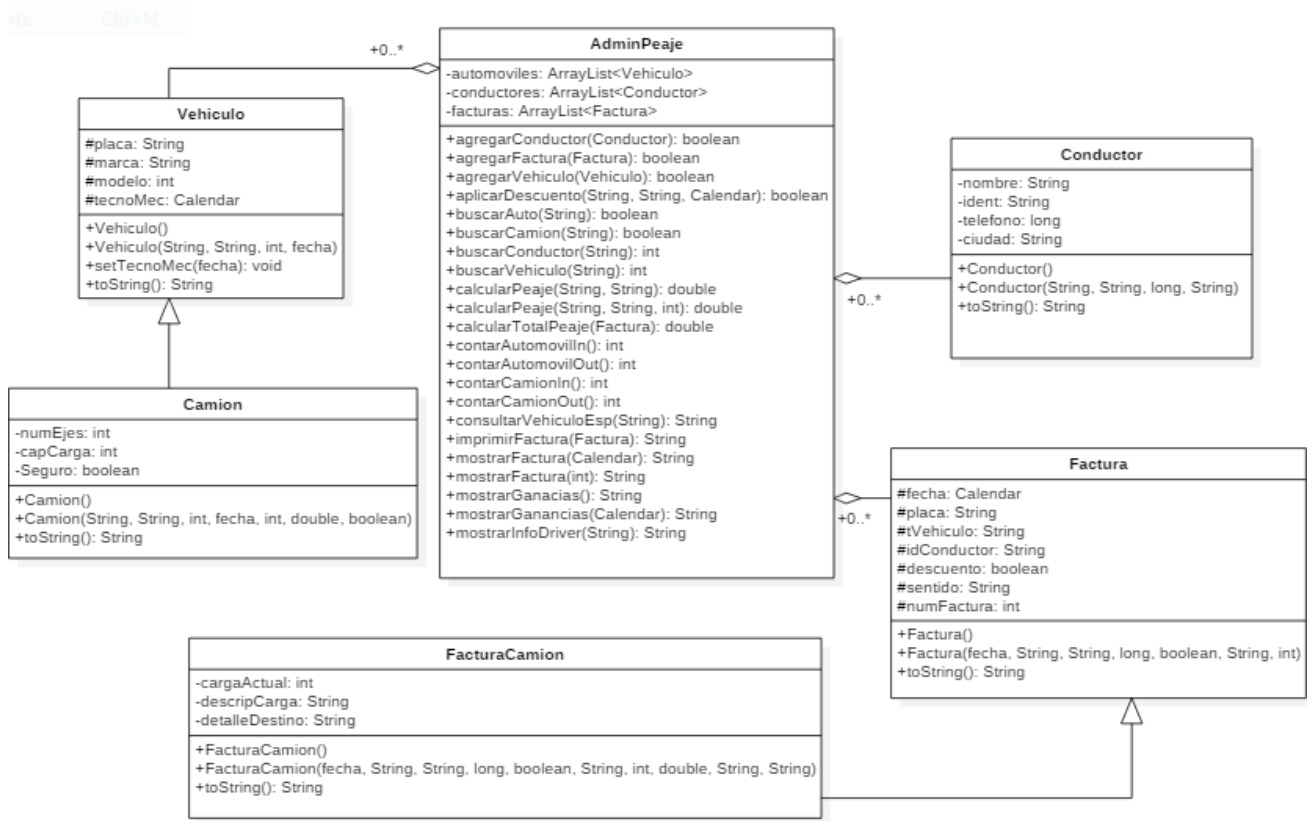 rte Ctrl+N
+0..*
AdminPeaje
-automoviles: ArrayList<Vehiculo>
-conductores: ArrayList<Conductor>
-facturas: ArrayList<Factura>
+agregarConductor(Conductor): boolean
+agregarFactura(Factura): boolean
+agregarVehiculo(Vehiculo): boolean
+aplicarDescuento(String, String, Calendar): boolean
+buscarAuto(String): boolean
+buscarCamion(String): boolean
+buscarConductor(String): int
+buscarVehiculo(String): int
+calcularPeaje(String, String): double
+calcularPeaje(String, String, int): double
+calcularTotalPeaje(Factura): double
+contarAutomovilIn(): int
+contarAutomovilOut(): int
+contarCamionIn(): int
+contarCamionOut(): int
+consultarVehiculoEsp(String): String
+imprimirFactura(Factura): String
+mostrarFactura(Calendar): String
+mostrarFactura(int): String
+mostrarGanacias(): String
+mostrarGanancias(Calendar): String
+mostrarInfoDriver(String): String
Vehiculo
#placa: String
#marca: String
#modelo: int
#tecnoMec: Calendar
+Vehiculo()
+Vehiculo(String, String, int, fecha)
+setTecnoMec(fecha): void
+toString(): String
Conductor
-nombre: String
-ident: String
-telefono: long
-ciudad: String
+Conductor()
+Conductor(String, String, long, String)
+toString(): String
+0..*
Camion
-numEjes: int
-capCarga: int
-Seguro: boolean
+Camion()
+Camion(String, String, int, fecha, int, double, boolean)
+toString(): String
Factura
#fecha: Calendar
#placa: String
#tVehiculo: String
#idConductor: String
#descuento: boolean
#sentido: String
#numFactura: int
+Factura()
+Factura(fecha, String, String, long, boolean, String, int)
+toString(): String
+0..*
FacturaCamion
-cargaActual: int
-descripCarga: String
-detalleDestino: String
+FacturaCamion()
+FacturaCamion(fecha, String, String, long, boolean, String, int, double, String, String)
+toString(): String